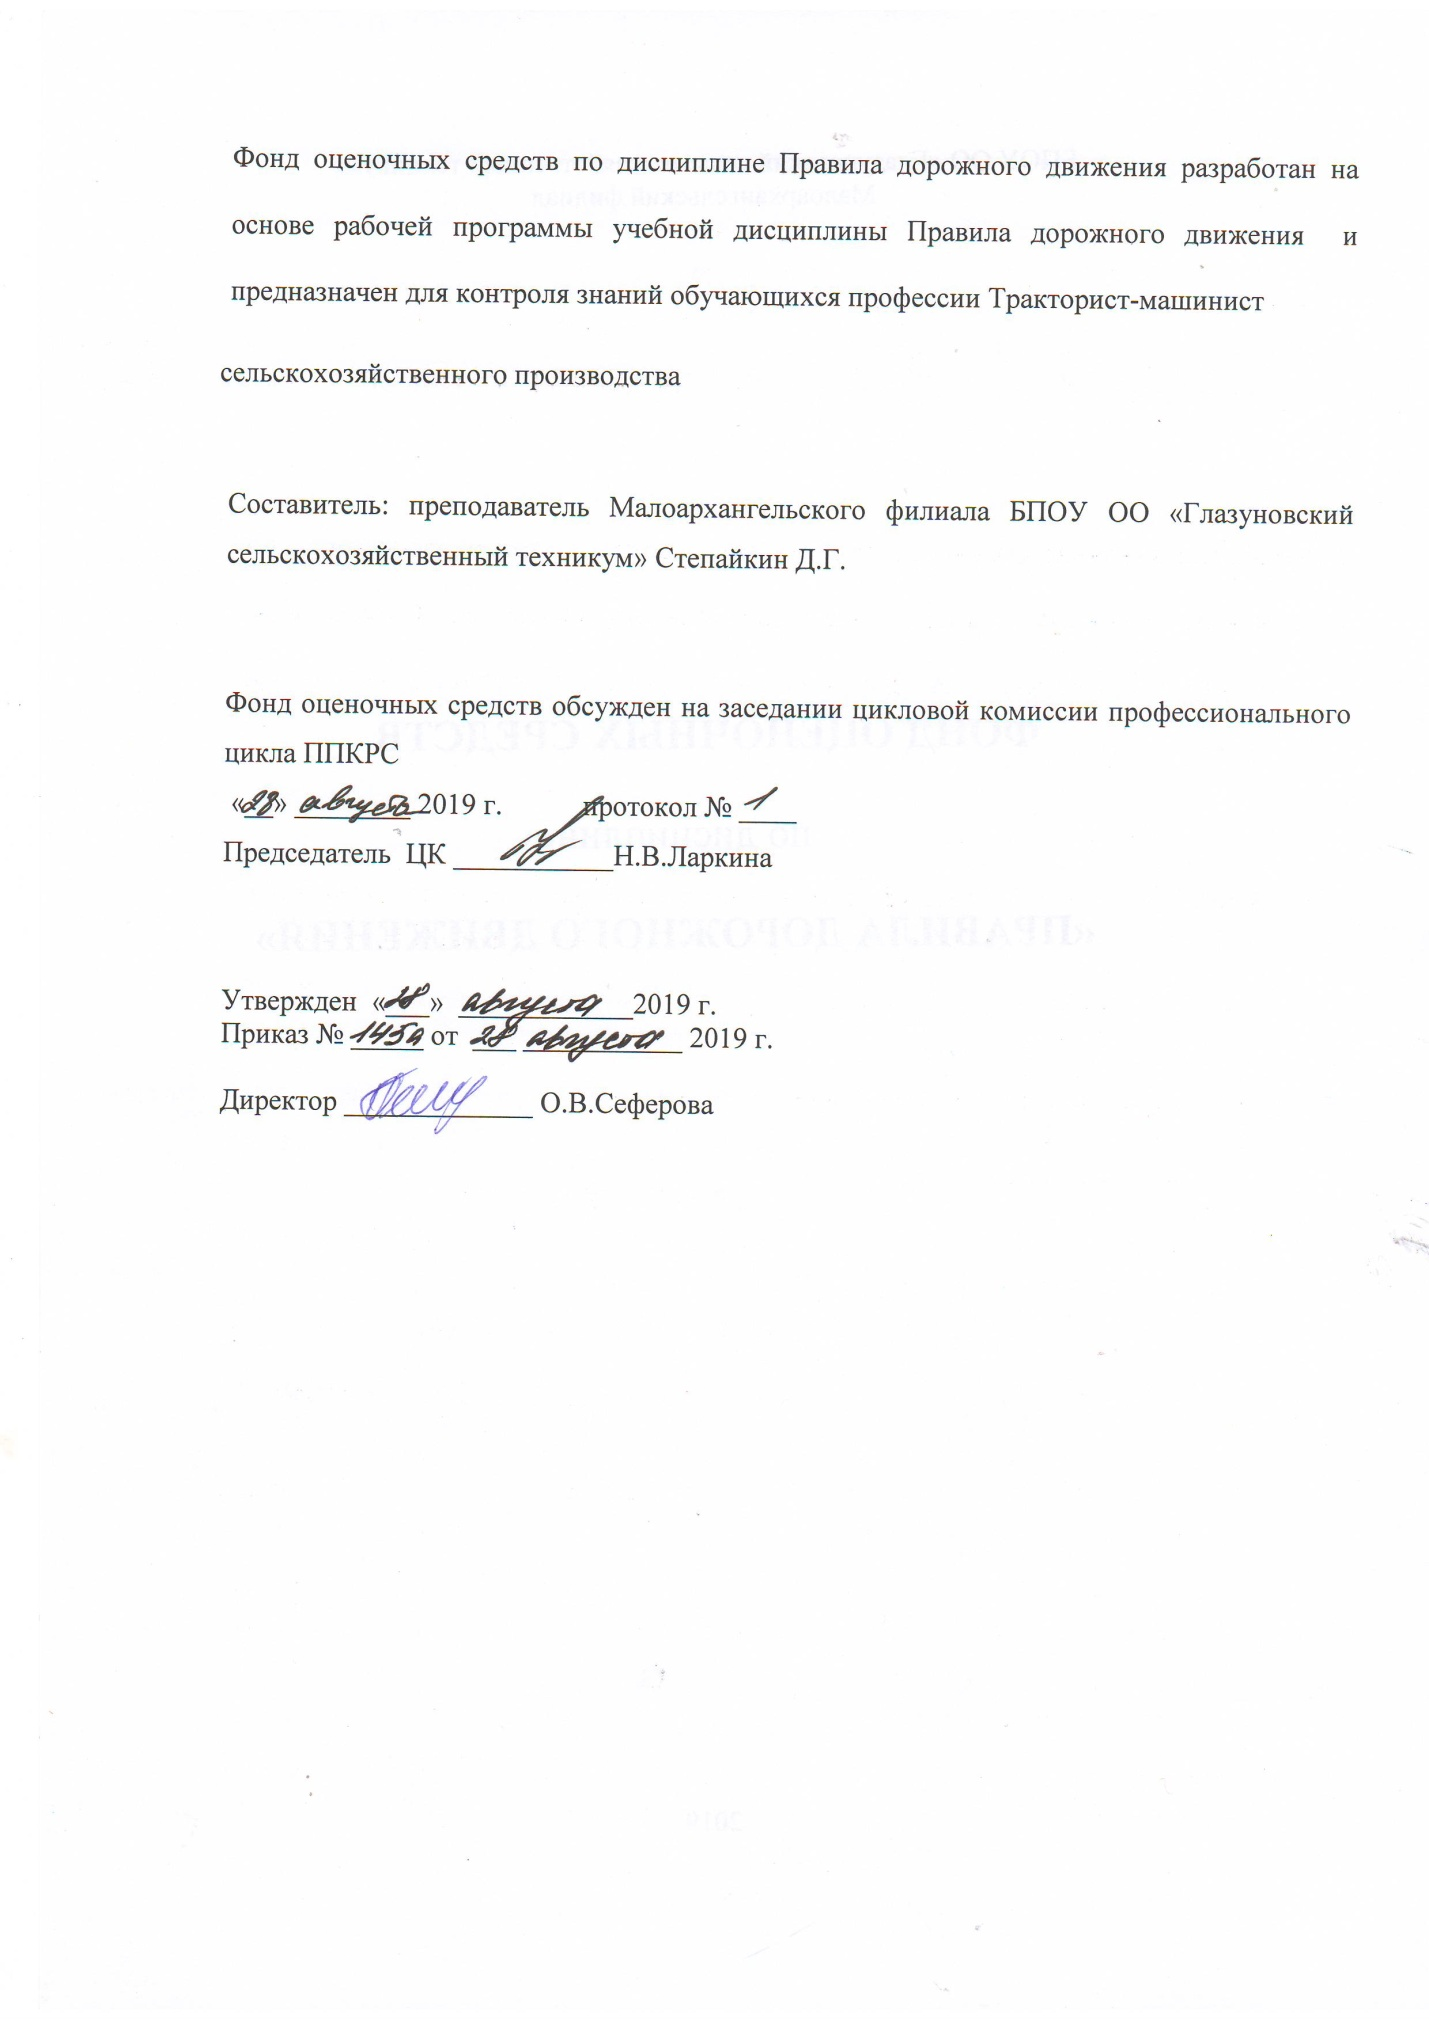 Фонд оценочных средств по дисциплине Правила дорожного движения разработан на
основе рабочей программы учебной дисциплины Правила дорожного движения и
предназначен для контроля знаний обучающихся профессии Тракторист-машинист
сельскохозяйственного производства
Составитель: преподаватель Малоархангельского филиала БПОУ ОО «Глазуновский
сельскохозяйственный техникум» Степайкин Д.Г.
Фонд оценочных средств обсужден на заседании цикловой комиссии профессионального
цикла ППКРС
«28» августа 2019 г. протокол № 1
Председатель ЦК ___________Н.В.Ларкина
Утвержден «28» августа 2019 г.
Приказ № 145а от 28 августа 2019 г.
Директор _____________ О.В.Сеферова